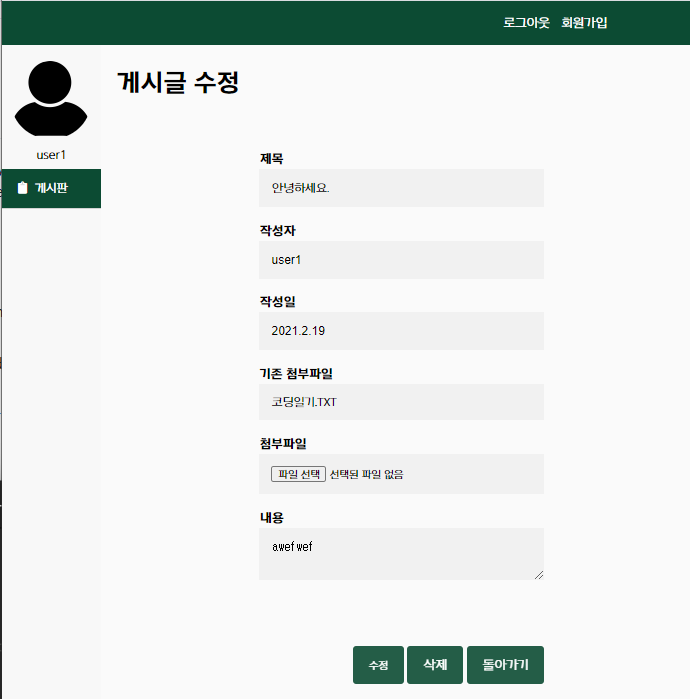 로그아웃 회원가입
게시글 수정
user1
게시판
제목
안녕하세요.
작성자
user1
작성일
2021.2.19
기존 첨부파일
코딩일기.TXT
첨부파일
파일 선택 선택된 파일 없음
내용
awefwef
수정 삭제 돌아가기